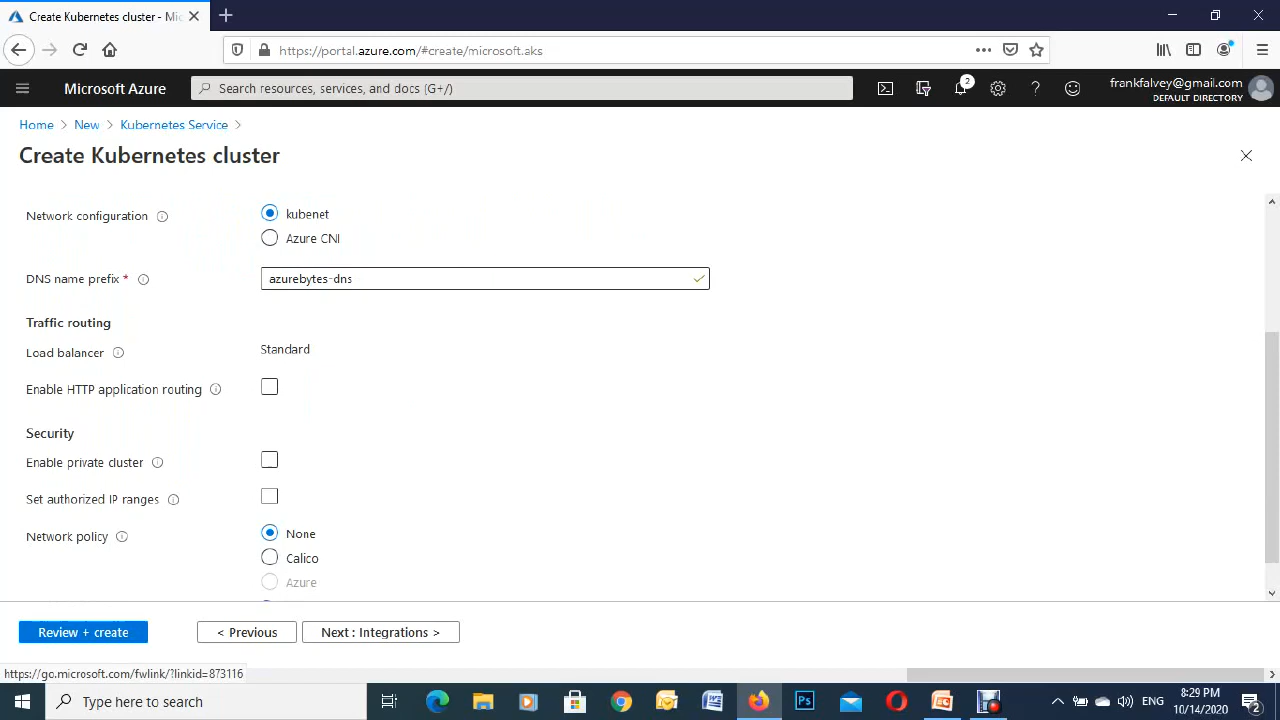 Create Kubernetes cluster - Mic
https://portal.azure.com/#create/microsoft.aks
Microsoft Azure
Search resources, services, and docs (G+/)
2
frankfalvey@gmail.com
DEFAULT DIRECTORY
Home > New > Kubernetes Service >
Create Kubernetes cluster
Network configuration
kubenet
Azure CNI
DNS name prefix *
azurebytes-dns
Traffic routing
Load balancer
Standard
Enable HTTP application routing
Security
Enable private cluster
Set authorized IP ranges
Network policy
None
Calico
Azure
Review + create
< Previous
Next : Integrations >
https://go.microsoft.com/fwlink/?linkid=873116
Type here to search
ENG
8:29 PM
10/14/2020
2